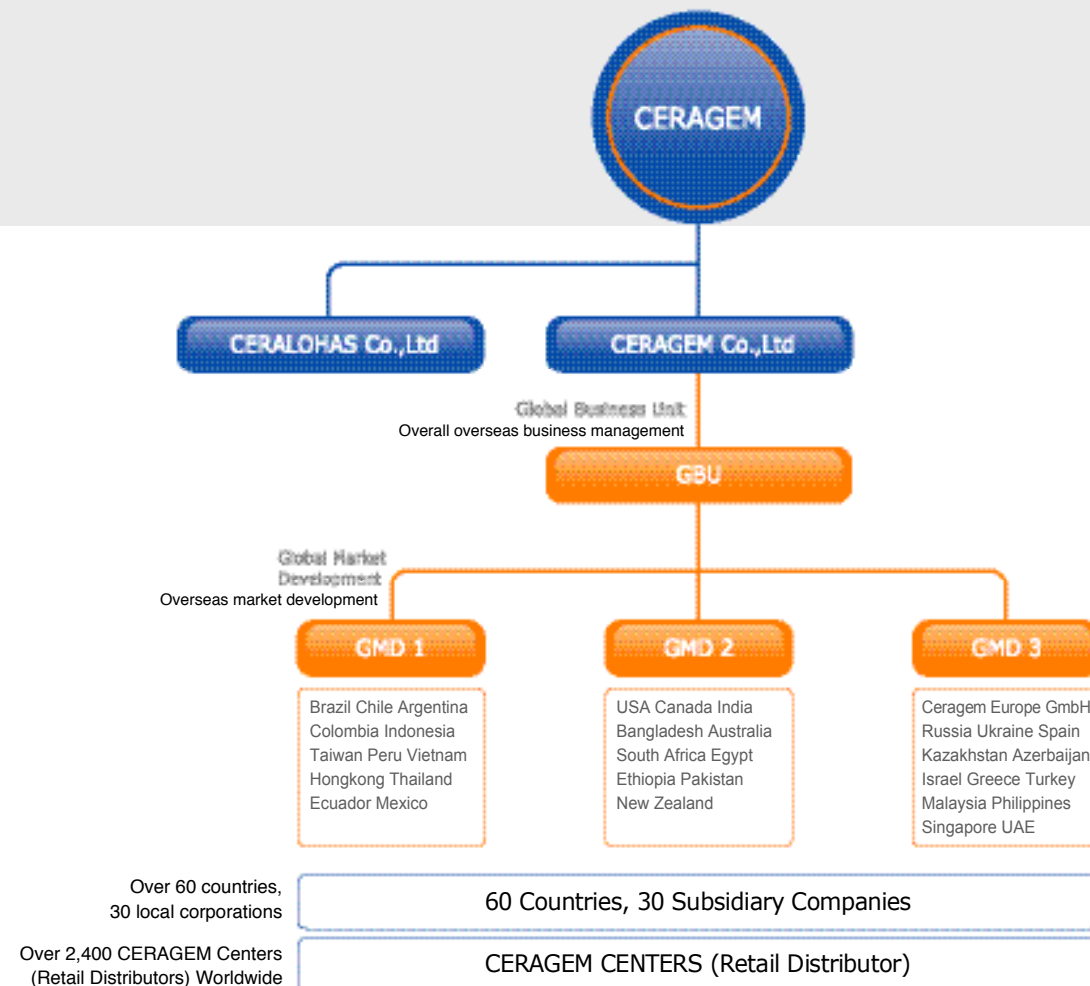 CERAGEM
CERALOHAS Co.,Ltd
CERAGEM Co.,Ltd
Global Business Unit
Overall overseas business management
GBU
Global Market
Development
Overseas market development
GMD 1
GMD 2
GMD 3
Brazil Chile Argentina
Colombia Indonesia
Taiwan Peru Vietnam
Hongkong Thailand
Ecuador Mexico
USA Canada India
Bangladesh Australia
South Africa Egypt
Ethiopia Pakistan
New Zealand
Ceragem Europe GmbH
Russia Ukraine Spain
Kazakhstan Azerbaijan
Israel Greece Turkey
Malaysia Philippines
Singapore UAE
Over 60 countries,
30 local corporations
60 Countries, 30 Subsidiary Companies
Over 2,400 CERAGEM Centers
(Retail Distributors) Worldwide
CERAGEM CENTERS (Retail Distributor)